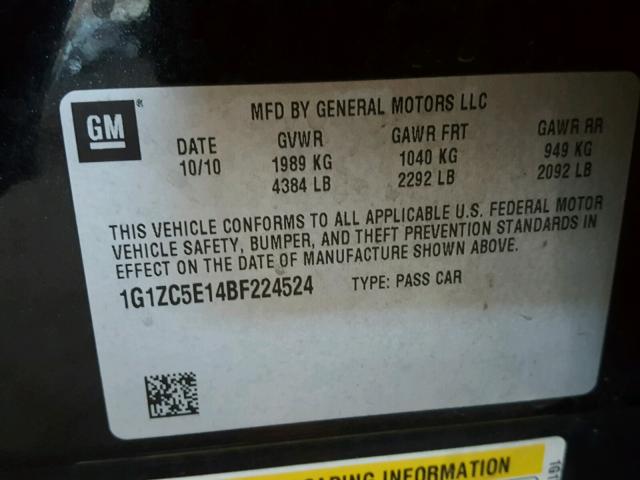 GM ®
MFD BY GENERAL MOTORS LLC
DATE GVWR GAWR FRT GAWR RR
10/10 1989 KG 1040 KG 949 KG
4384 LB 2292 LB 2092 LB
THIS VEHICLE CONFORMS TO ALL APPLICABLE U.S. FEDERAL MOTOR
VEHICLE SAFETY, BUMPER, AND THEFT PREVENTION STANDARDS IN
EFFECT ON THE DATE OF MANUFACTURE SHOWN ABOVE.
1G1ZC5E14BF224524 TYPE: PASS CAR
INFORMATION